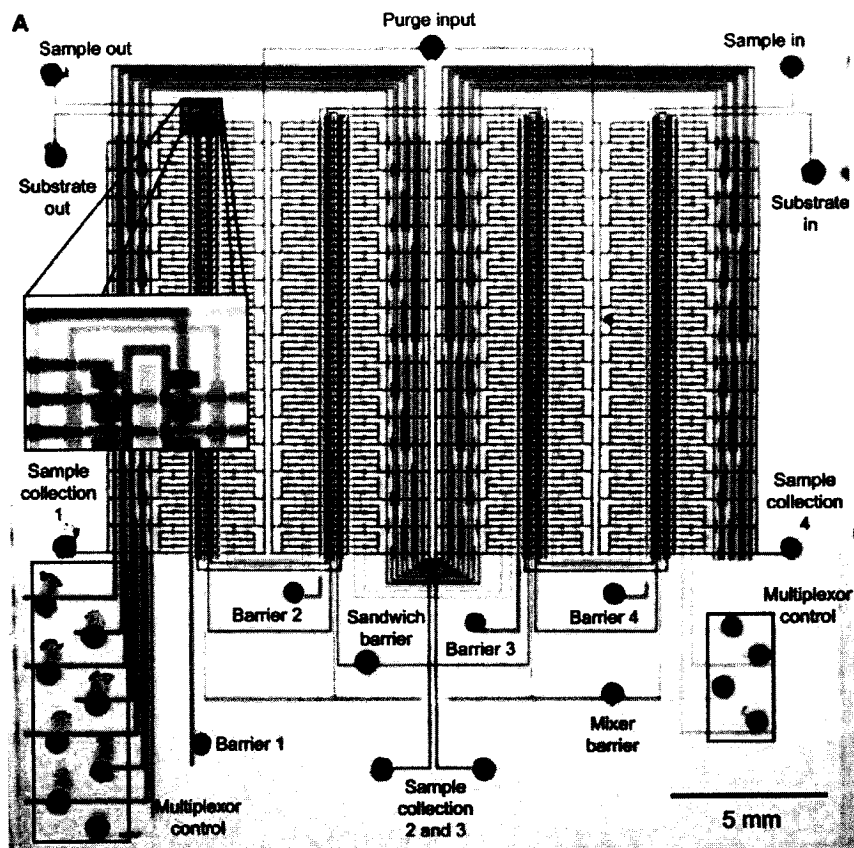 A
Purge input
Sample out
Sample in
Substrate
out
Substrate
in
Sample
collection
1
Sample
collection
4
Barrier 2
Sandwich
barrier
Barrier 3
Barrier 4
Multiplexor
control
Barrier 1
Mixer
barrier
Multiplexor
control
Sample
collection
2 and 3
5 mm